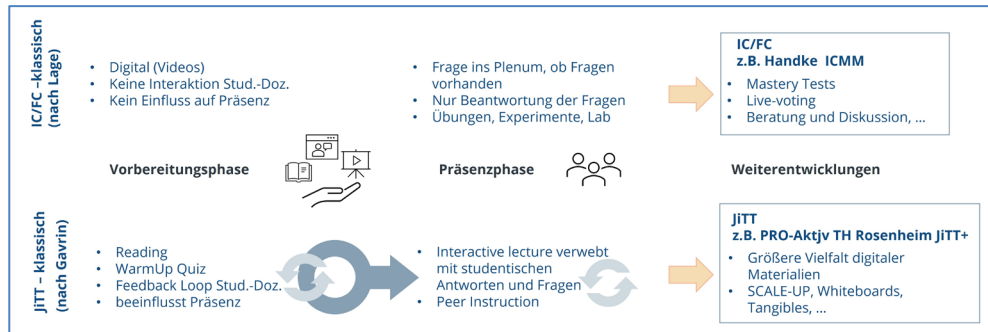 IC/FC –klassisch
(nach Lage)
• Digital (Videos)
• Keine Interaktion Stud.-Doz.
• Kein Einfluss auf Präsenz
• Frage ins Plenum, ob Fragen
vorhanden
• Nur Beantwortung der Fragen
• Übungen, Experimente, Lab
IC/FC
z.B. Handke ICMM
• Mastery Tests
• Live-voting
• Beratung und Diskussion, ...
Vorbereitungsphase
Präsenzphase
Weiterentwicklungen
JiTT – klassisch
(nach Gavrin)
• Reading
• WarmUp Quiz
• Feedback Loop Stud.-Doz.
• beeinflusst Präsenz
• Interactive lecture verwebt
mit studentischen
Antworten und Fragen
• Peer Instruction
JiTT
z.B. PRO-Aktjv TH Rosenheim JiTT+
• Größere Vielfalt digitaler
Materialien
• SCALE-UP, Whiteboards,
Tangibles, ...